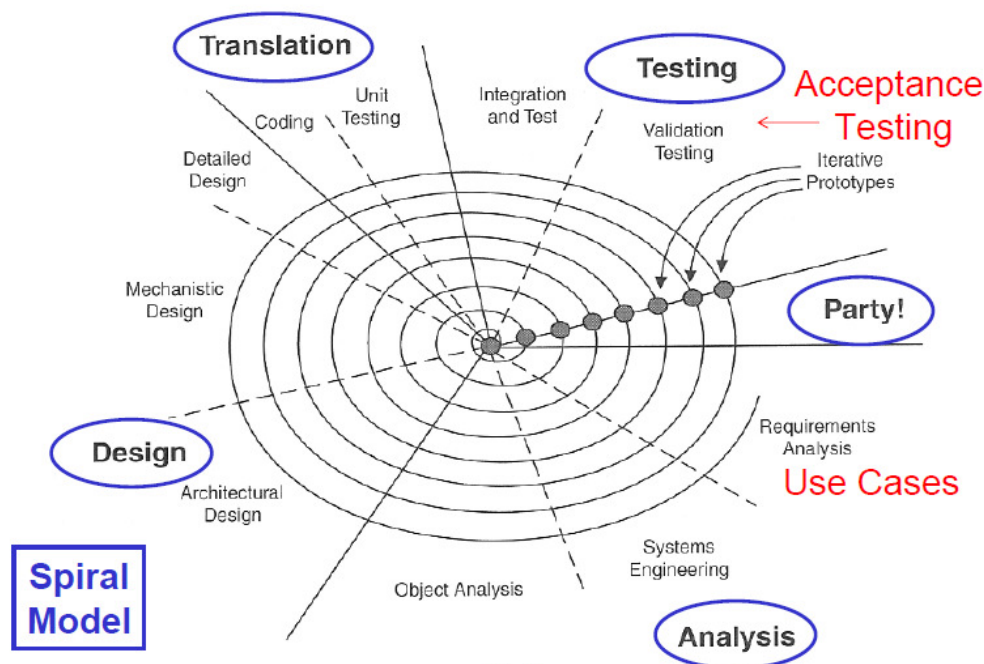 Translation
Testing
Acceptance
Testing
Unit
Testing
Integration
and Test
Coding
Validation
Testing
Detailed
Design
Iterative
Prototypes
Mechanistic
Design
Party!
Requirements
Analysis
Design
Use Cases
Architectural
Design
Systems
Engineering
Object Analysis
Spiral
Model
Analysis